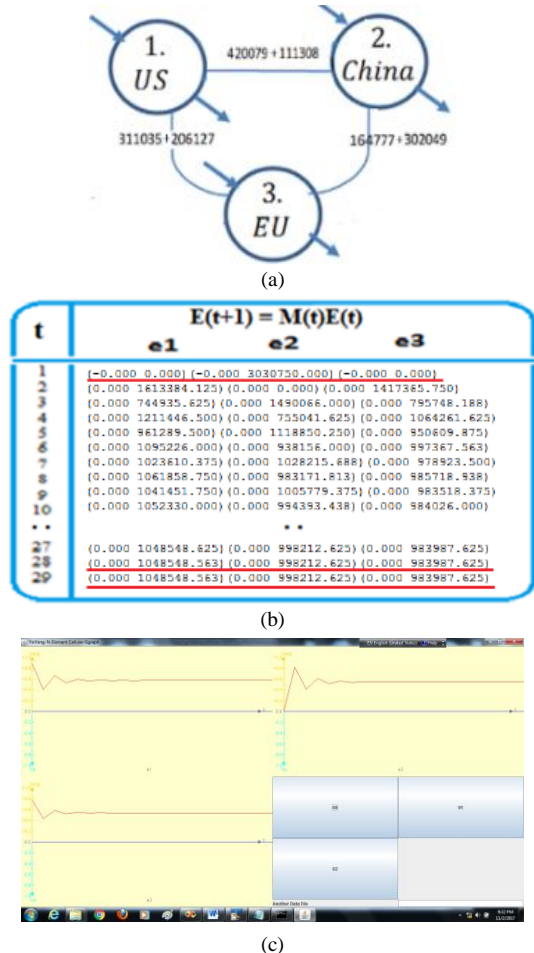 1.
US
420079+111308
2.
China
311035+206127
164777+302049
3.
EU
(a)
t
E(t+1) = M(t)E(t)
e1 e2 e3
1 (-0.000 0.000) (-0.000 3030750.000) (-0.000 0.000)
2 (0.000 1613384.125) (0.000 0.000) (0.000 1417365.750)
3 (0.000 744935.625) (0.000 1490066.000) (0.000 795748.188)
4 (0.000 1211446.500) (0.000 755041.625) (0.000 1064261.625)
5 (0.000 961289.500) (0.000 1118850.250) (0.000 950609.875)
6 (0.000 1095226.000) (0.000 938156.000) (0.000 997367.563)
7 (0.000 1023610.375) (0.000 1028215.688) (0.000 978923.500)
8 (0.000 1061858.750) (0.000 983171.813) (0.000 985718.938)
9 (0.000 1041451.750) (0.000 1005779.375) (0.000 983518.375)
10 (0.000 1052330.000) (0.000 994393.438) (0.000 984026.000)
.. ..
27 (0.000 1048548.625) (0.000 998212.625) (0.000 983987.625)
28 (0.000 1048548.563) (0.000 998212.625) (0.000 983987.625)
29 (0.000 1048548.563) (0.000 998212.625) (0.000 983987.625)
(b)
YinYang-N-Element Cellular
Another Data File
11/2/2017
(c)